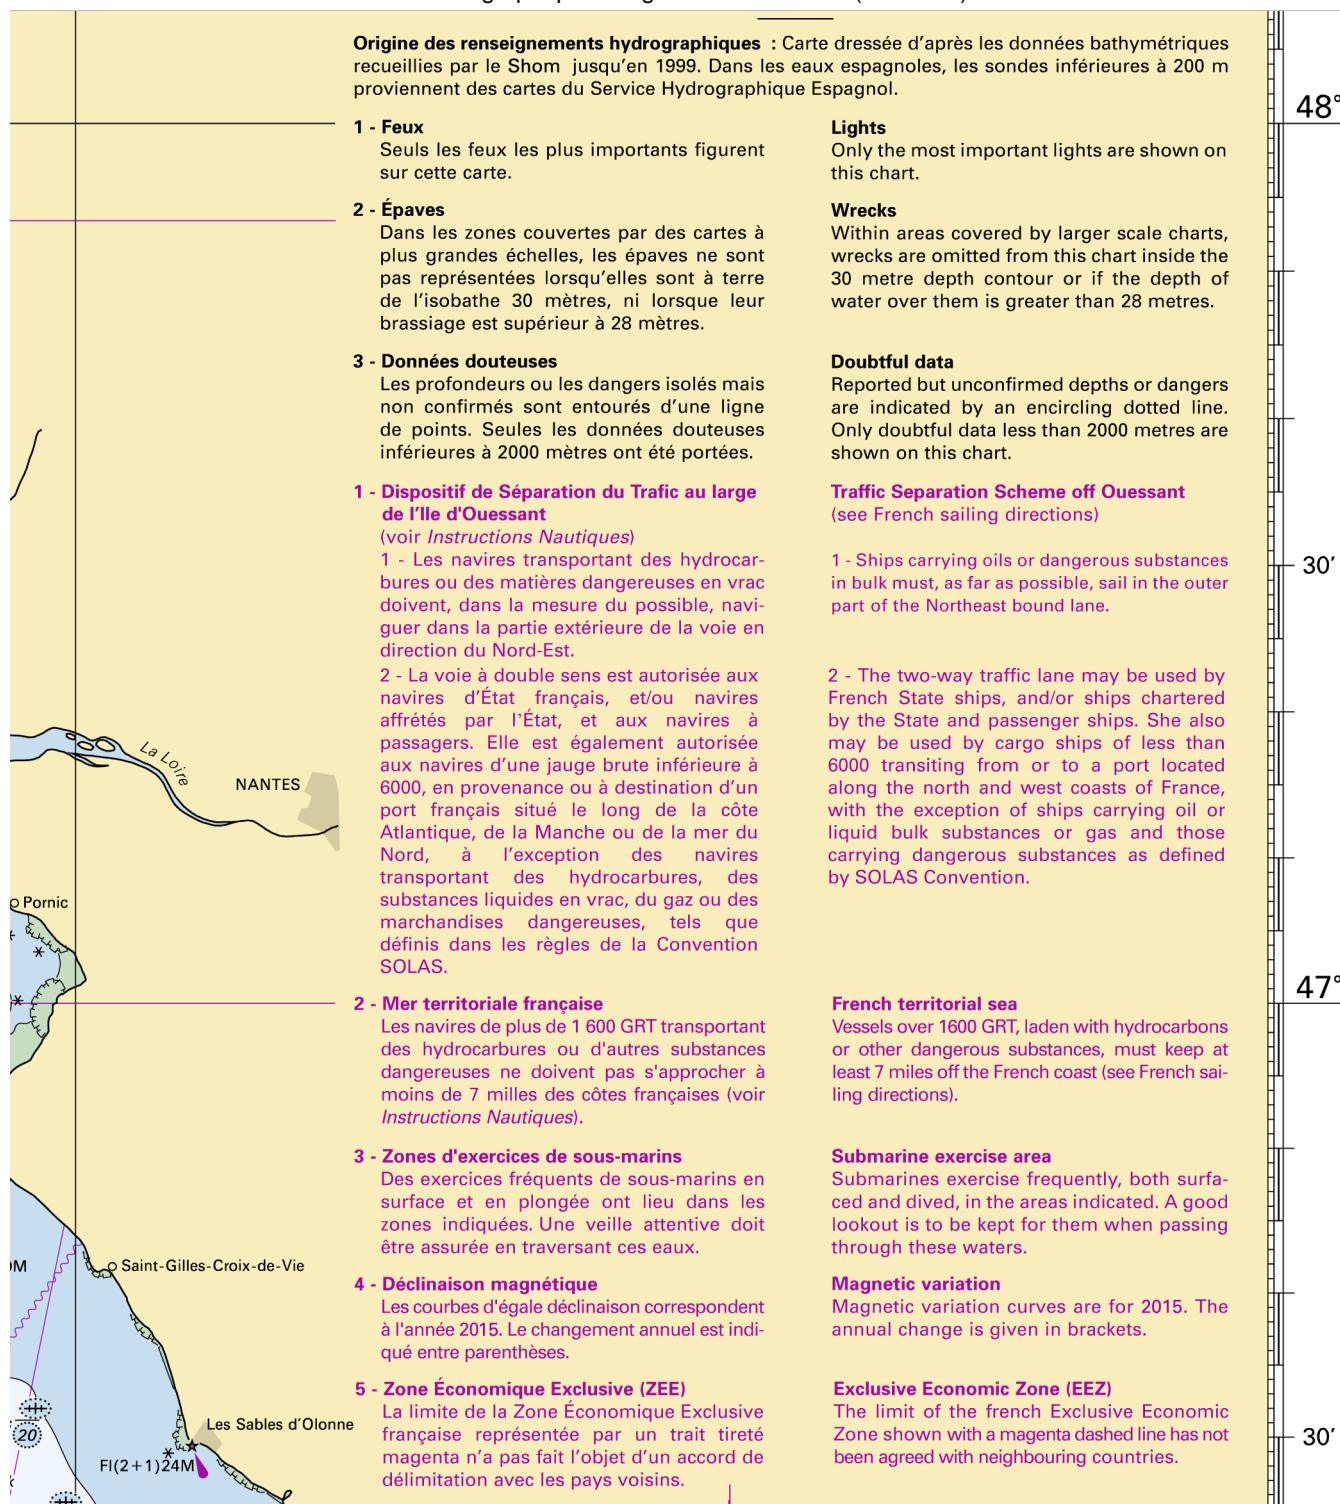 Origine des renseignements hydrographiques : Carte dressée d'après les données bathymétriques
recueillies par le Shom jusqu'en 1999. Dans les eaux espagnoles, les sondes inférieures à 200 m
proviennent des cartes du Service Hydrographique Espagnol.
1 - Feux
Seuls les feux les plus importants figurent
sur cette carte.
Lights
Only the most important lights are shown on
this chart.
2 - Épaves
Dans les zones couvertes par des cartes à
plus grandes échelles, les épaves ne sont
pas représentées lorsqu'elles sont à terre
de l'isobathe 30 mètres, ni lorsque leur
brassiage est supérieur à 28 mètres.
Wrecks
Within areas covered by larger scale charts,
wrecks are omitted from this chart inside the
30 metre depth contour or if the depth of
water over them is greater than 28 metres.
3 - Données douteuses
Les profondeurs ou les dangers isolés mais
non confirmés sont entourés d'une ligne
de points. Seules les données douteuses
inférieures à 2000 mètres ont été portées.
Doubtful data
Reported but unconfirmed depths or dangers
are indicated by an encircling dotted line.
Only doubtful data less than 2000 metres are
shown on this chart.
1 - Dispositif de Séparation du Trafic au large
de l'Ile d'Ouessant
(voir Instructions Nautiques)
1 - Les navires transportant des hydrocar-
bures ou des matières dangereuses en vrac
doivent, dans la mesure du possible, navi-
guer dans la partie extérieure de la voie en
direction du Nord-Est.
2 - La voie à double sens est autorisée aux
navires d'État français, et/ou navires
affrétés par l'État, et aux navires à
passagers. Elle est également autorisée
aux navires d'une jauge brute inférieure à
6000, en provenance ou à destination d'un
port français situé le long de la côte
Atlantique, de la Manche ou de la mer du
Nord, à l'exception des navires
transportant des hydrocarbures, des
substances liquides en vrac, du gaz ou des
marchandises dangereuses, tels que
définis dans les règles de la Convention
SOLAS.
Traffic Separation Scheme off Ouessant
(see French sailing directions)
1 - Ships carrying oils or dangerous substances
in bulk must, as far as possible, sail in the outer
part of the Northeast bound lane.
2 - The two-way traffic lane may be used by
French State ships, and/or ships chartered
by the State and passenger ships. She also
may be used by cargo ships of less than
6000 transiting from or to a port located
along the north and west coasts of France,
with the exception of ships carrying oil or
liquid bulk substances or gas and those
carrying dangerous substances as defined
by SOLAS Convention.
2 - Mer territoriale française
Les navires de plus de 1 600 GRT transportant
des hydrocarbures ou d'autres substances
dangereuses ne doivent pas s'approcher à
moins de 7 milles des côtes françaises (voir
Instructions Nautiques).
French territorial sea
Vessels over 1600 GRT, laden with hydrocarbons
or other dangerous substances, must keep at
least 7 miles off the French coast (see French sai-
ling directions).
3 - Zones d'exercices de sous-marins
Des exercices fréquents de sous-marins en
surface et en plongée ont lieu dans les
zones indiquées. Une veille attentive doit
être assurée en traversant ces eaux.
Submarine exercise area
Submarines exercise frequently, both surfa-
ced and dived, in the areas indicated. A good
lookout is to be kept for them when passing
through these waters.
4 - Déclinaison magnétique
Les courbes d'égale déclinaison correspondent
à l'année 2015. Le changement annuel est indi-
qué entre parenthèses.
Magnetic variation
Magnetic variation curves are for 2015. The
annual change is given in brackets.
5 - Zone Économique Exclusive (ZEE)
La limite de la Zone Économique Exclusive
française représentée par un trait tireté
magenta n'a pas fait l'objet d'un accord de
délimitation avec les pays voisins.
Exclusive Economic Zone (EEZ)
The limit of the french Exclusive Economic
Zone shown with a magenta dashed line has not
been agreed with neighbouring countries.
48°
30'
47°
30'
La Loire
NANTES
Pornic
M
Saint-Gilles-Croix-de-Vie
Les Sables d'Olonne
Fl(2+1)24M
20